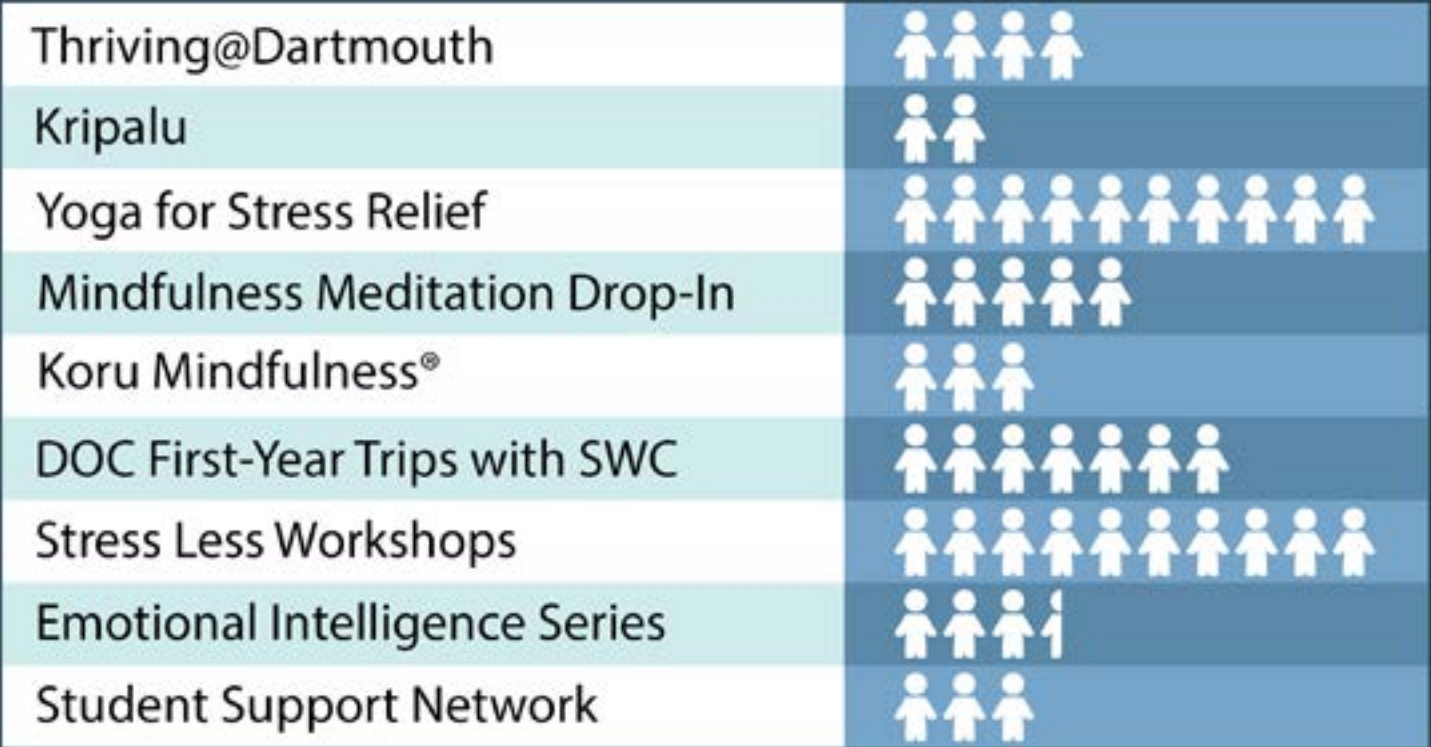 Thriving@Dartmouth
Kripalu
Yoga for Stress Relief
Mindfulness Meditation Drop-In
Koru Mindfulness®
DOC First-Year Trips with SWC
Stress Less Workshops
Emotional Intelligence Series
Student Support Network